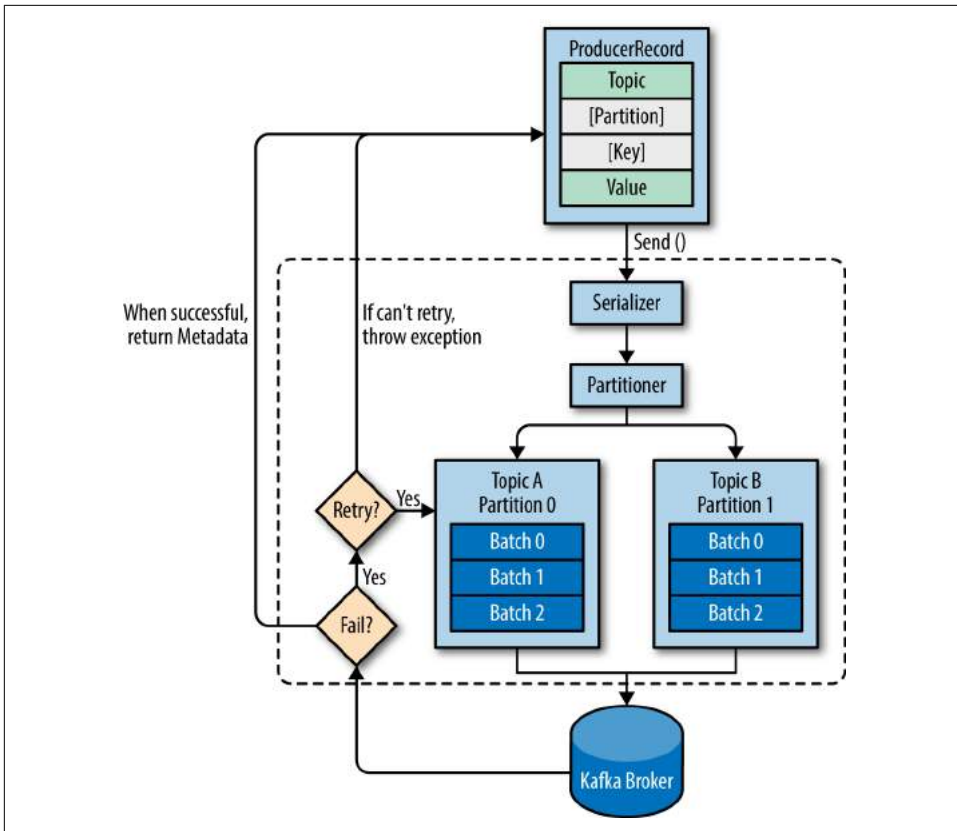 ProducerRecord
Topic
[Partition]
[Key]
Value
Send ()
When successful,
return Metadata
If can't retry,
throw exception
Serializer
Partitioner
Topic A
Partition 0
Batch 0
Batch 1
Batch 2
Topic B
Partition 1
Batch 0
Batch 1
Batch 2
Retry?
Yes
Yes
Fail?
Kafka Broker